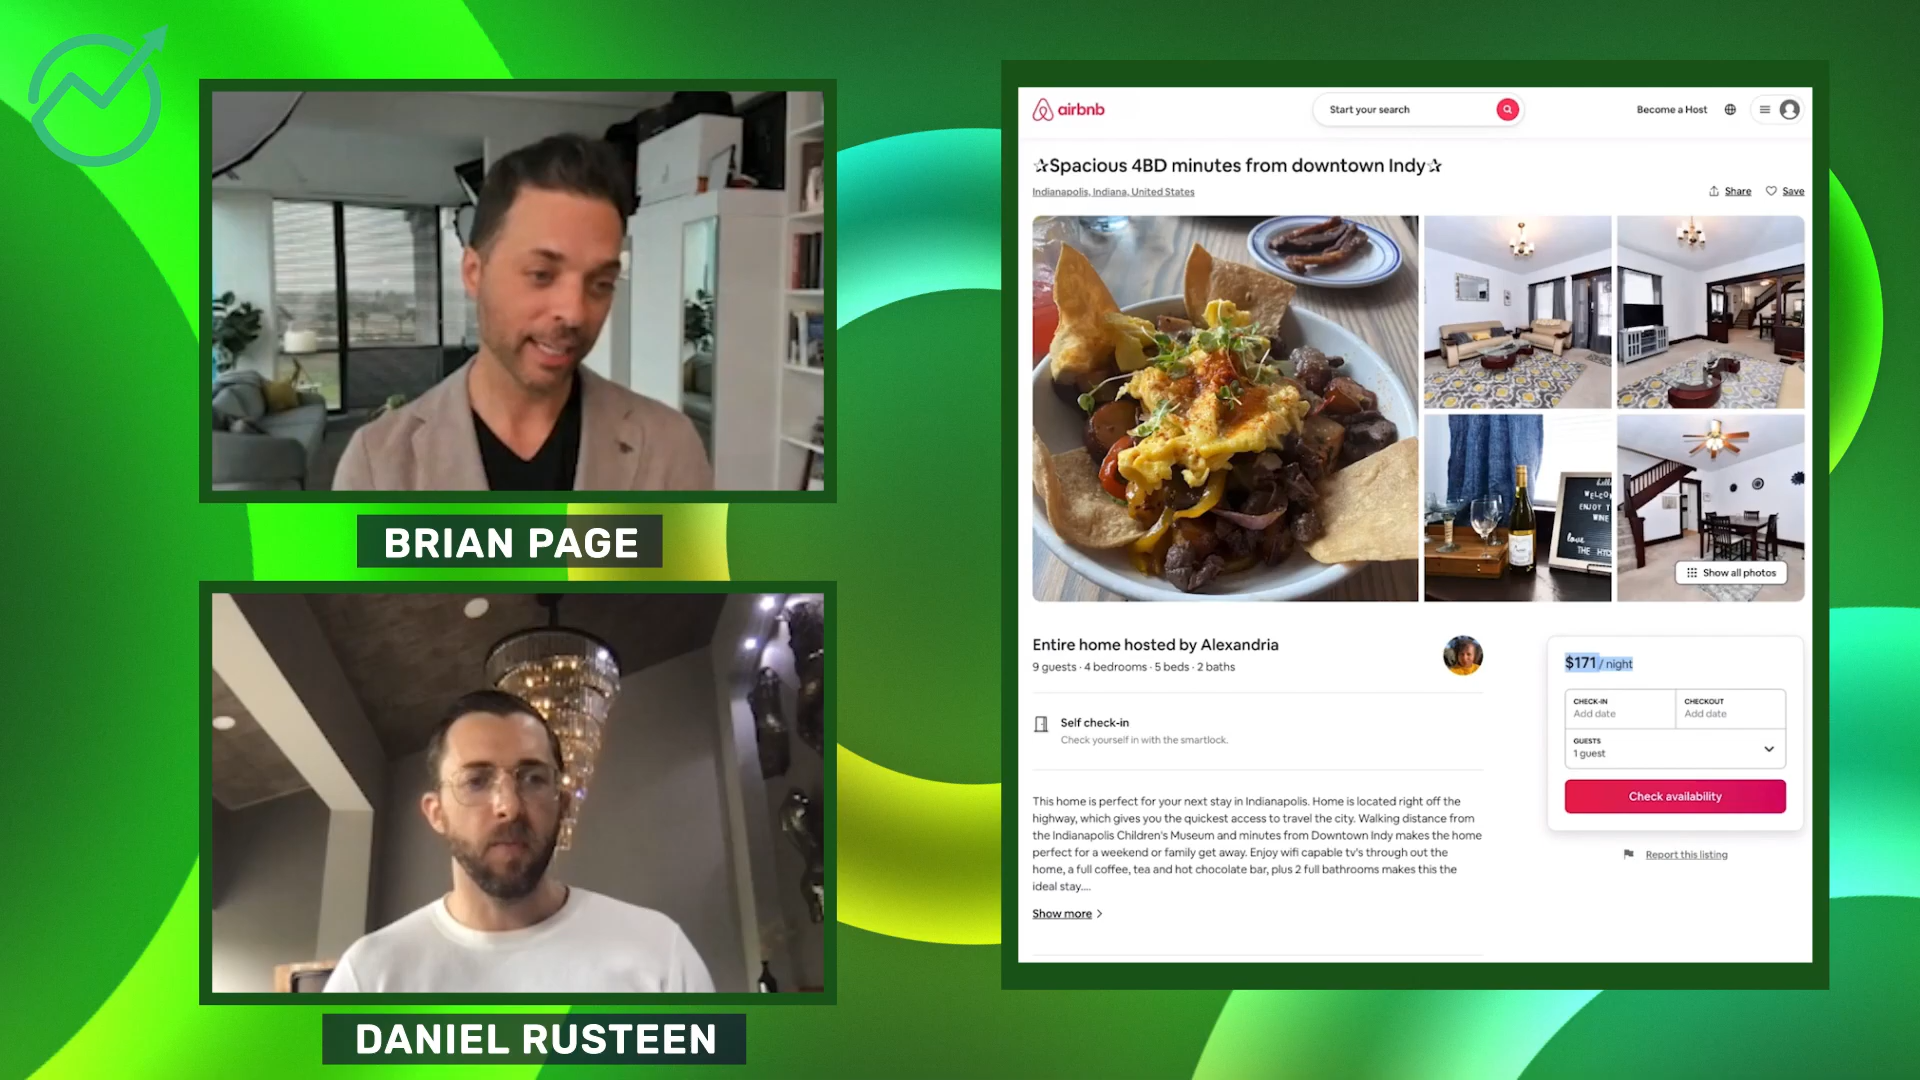 BRIAN PAGE
DANIEL RUSTEEN
airbnb
Start your search
Become a Host
✰Spacious 4BD minutes from downtown Indy✰
Indianapolis, Indiana, United States
Share
Save
WELCO
ENJOY T
WINE
love
THE HYD
Show all photos
Entire home hosted by Alexandria
9 guests · 4 bedrooms · 5 beds · 2 baths
$171 / night
CHECK-IN
Add date
CHECKOUT
Add date
GUESTS
1 guest
Check availability
Report this listing
Self check-in
Check yourself in with the smartlock.
This home is perfect for your next stay in Indianapolis. Home is located right off the
highway, which gives you the quickest access to travel the city. Walking distance from
the Indianapolis Children's Museum and minutes from Downtown Indy makes the home
perfect for a weekend or family get away. Enjoy wifi capable tv's through out the
home, a full coffee, tea and hot chocolate bar, plus 2 full bathrooms makes this the
ideal stay....
Show more